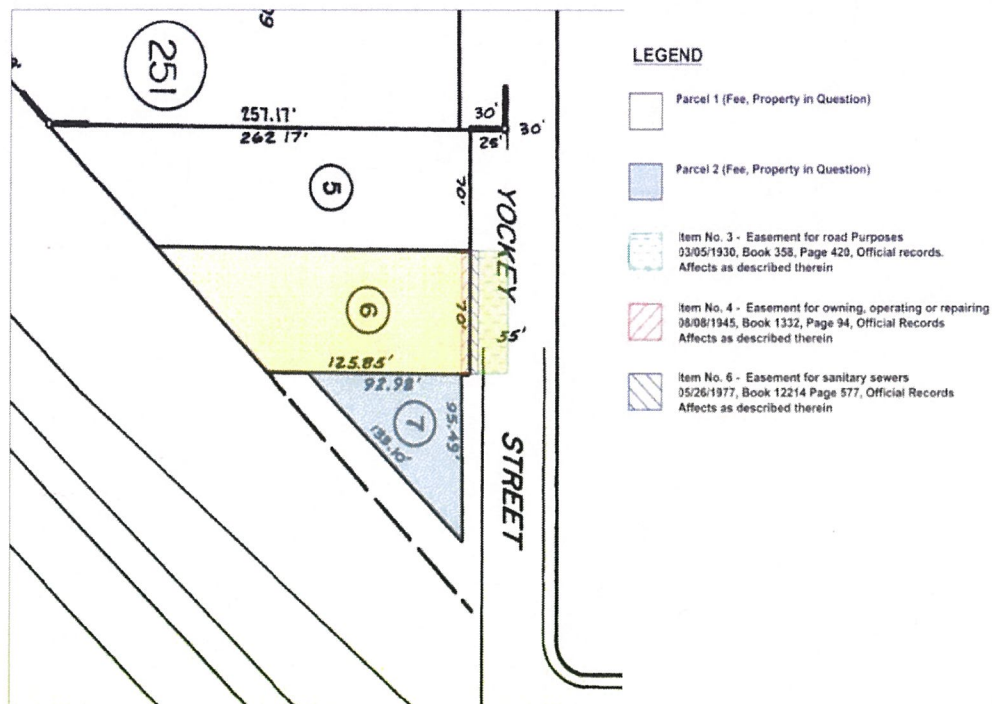 251
257.17'
262 17'
30'
30'
25'
5
70'
YOCKEY
6
70'
35'
125.85'
92.98'
7
95.49'
133.10'
STREET
LEGEND
Parcel 1 (Fee, Property in Question)
Parcel 2 (Fee, Property in Question)
Item No. 3 - Easement for road Purposes
03/05/1930, Book 358, Page 420, Official records.
Affects as described therein
Item No. 4 - Easement for owning, operating or repairing
08/08/1945, Book 1332, Page 94, Official Records
Affects as described therein
Item No. 6 - Easement for sanitary sewers
05/26/1977, Book 12214 Page 577, Official Records
Affects as described therein